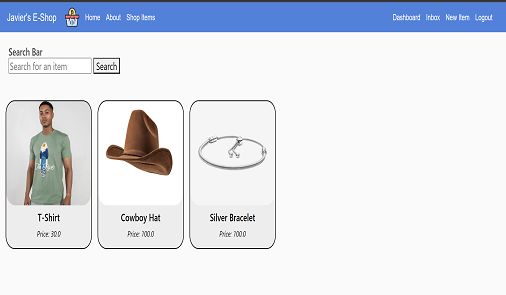 Javier's E-Shop Home About Shop Items Dashboard Inbox New Item Logout
Search Bar
Search for an item Search
T-Shirt Cowboy Hat Silver Bracelet
Price: 30.0 Price: 100.0 Price: 100.0